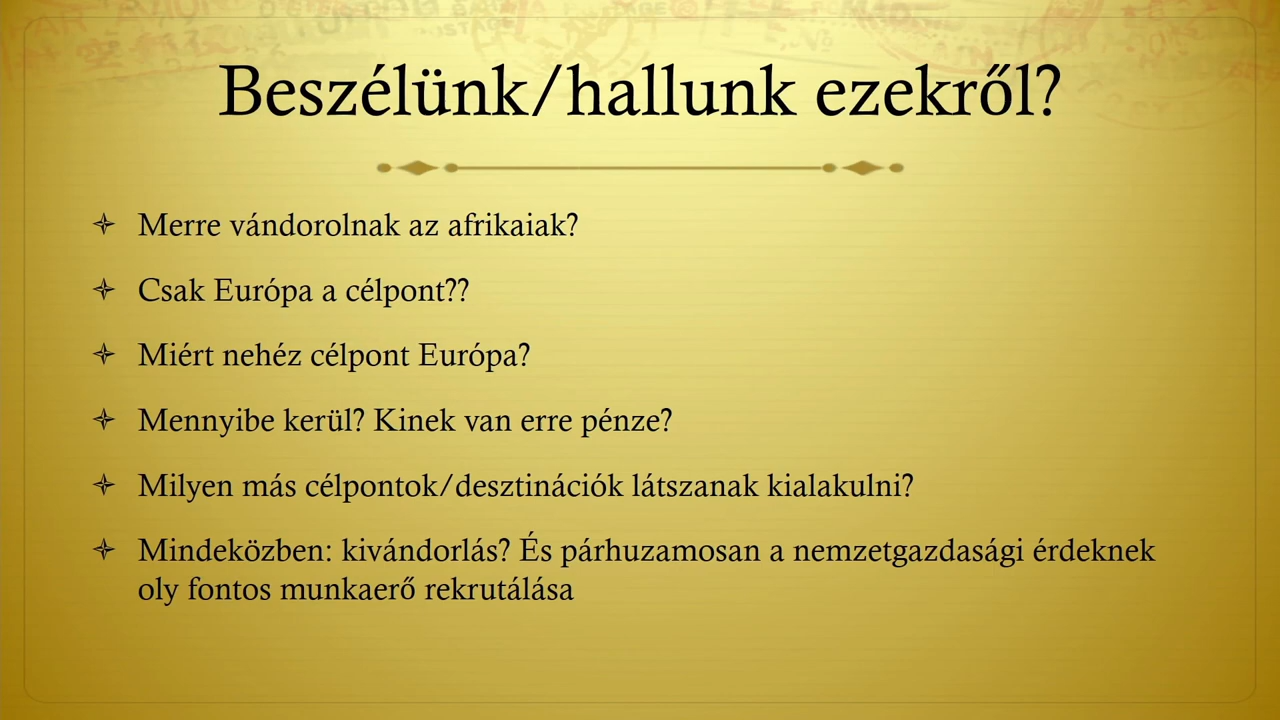 Beszélünk/hallunk ezekről?
Merre vándorolnak az afrikaiak?
Csak Európa a célpont??
Miért nehéz célpont Európa?
Mennyibe kerül? Kinek van erre pénze?
Milyen más célpontok/desztinációk látszanak kialakulni?
Mindeközben: kivándorlás? És párhuzamosan a nemzetgazdasági érdeknek
oly fontos munkaerő rekrutálása